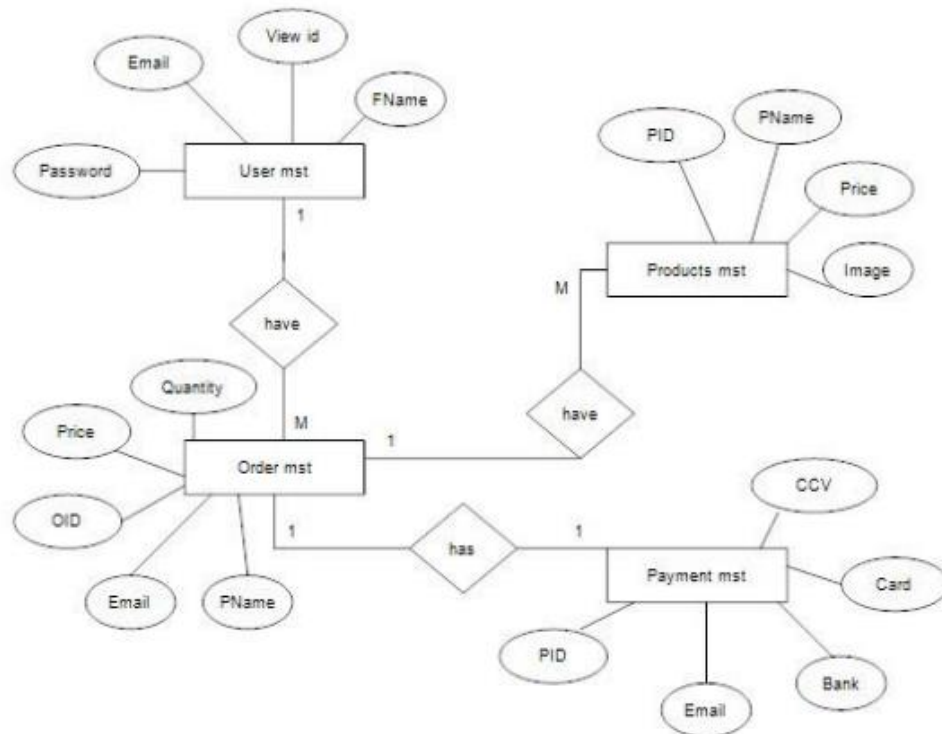 View id
Email
FName
Password
User mst
1
have
M
PID
PName
Price
Image
Products mst
M
have
1
Quantity
Price
OID
Email
PName
Order mst
1
has
1
CCV
Card
Payment mst
PID
Email
Bank